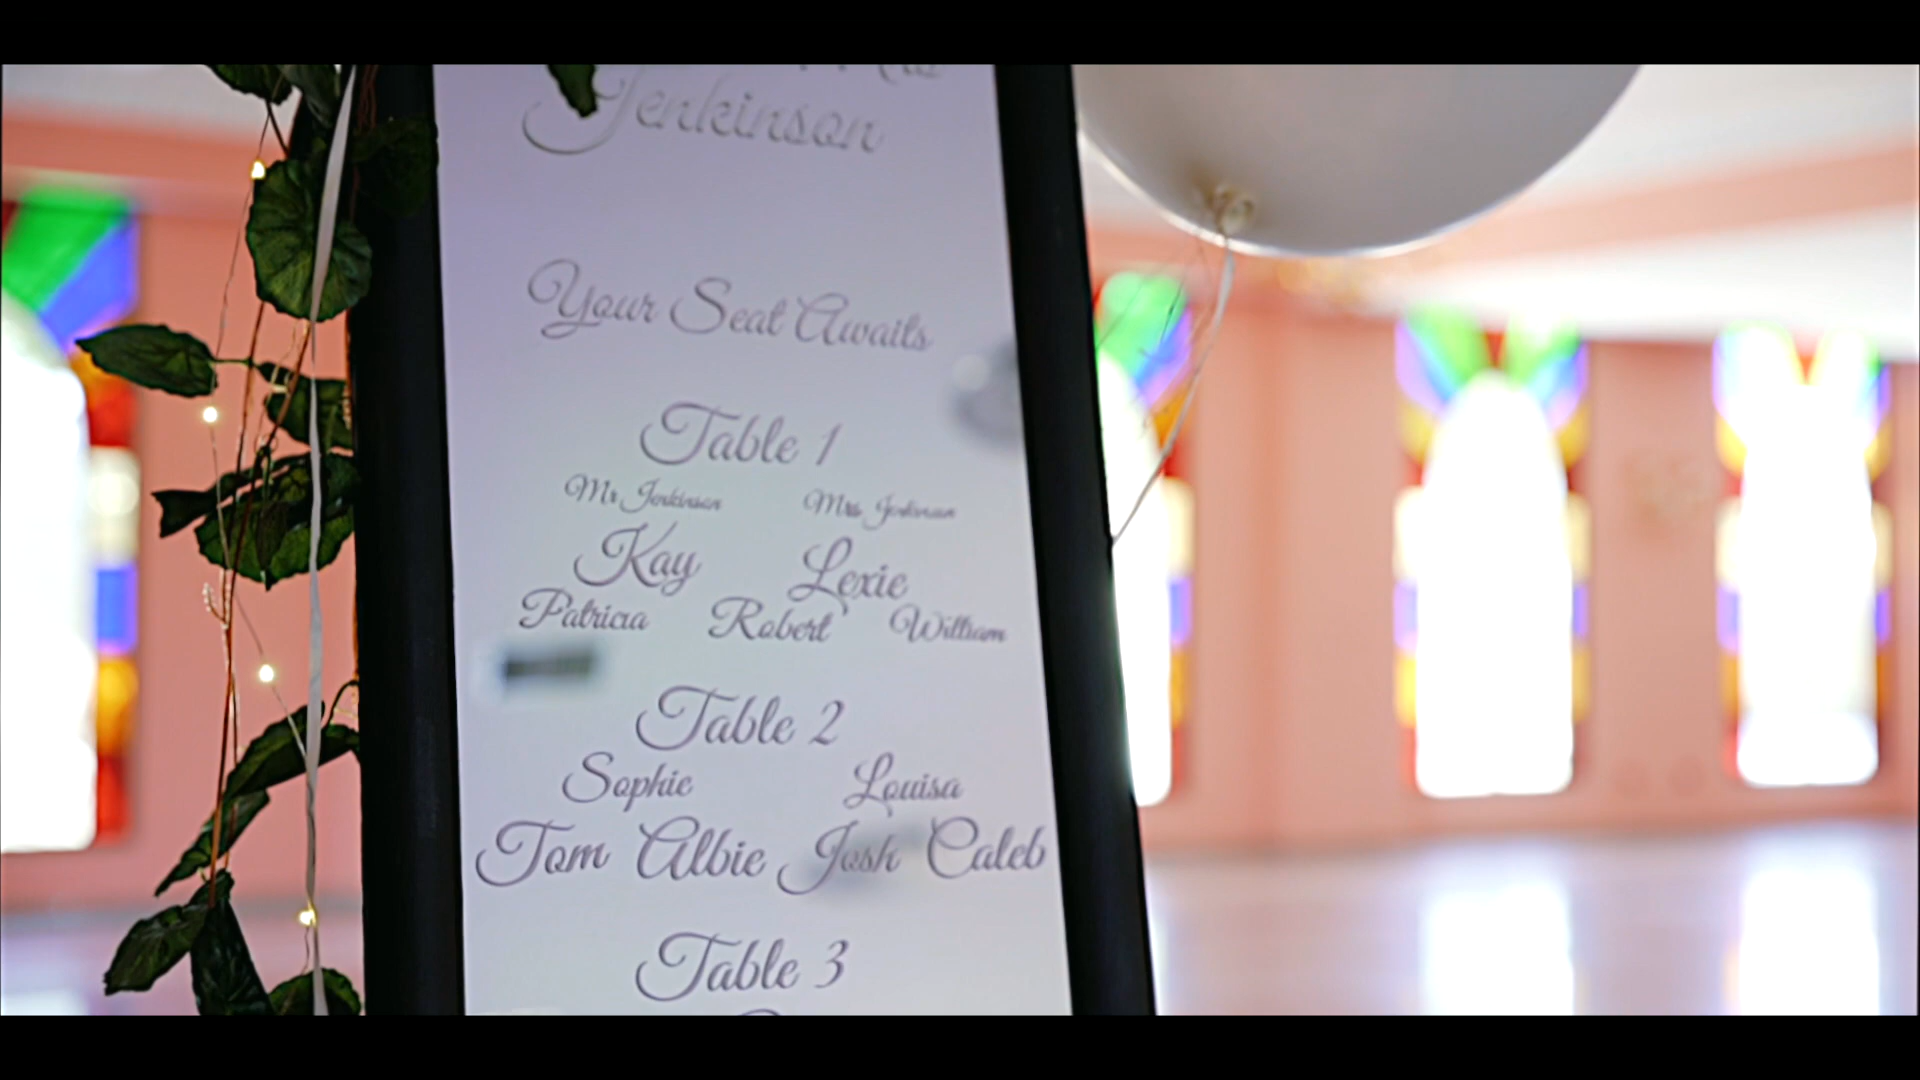 Jenkinson
Your Seat Awaits
Table 1
Mr Jenkinson Mrs Jenkinson
Kay Lexie
Patricia Robert William
Table 2
Sophie Louisa
Tom Albie Josh Caleb
Table 3